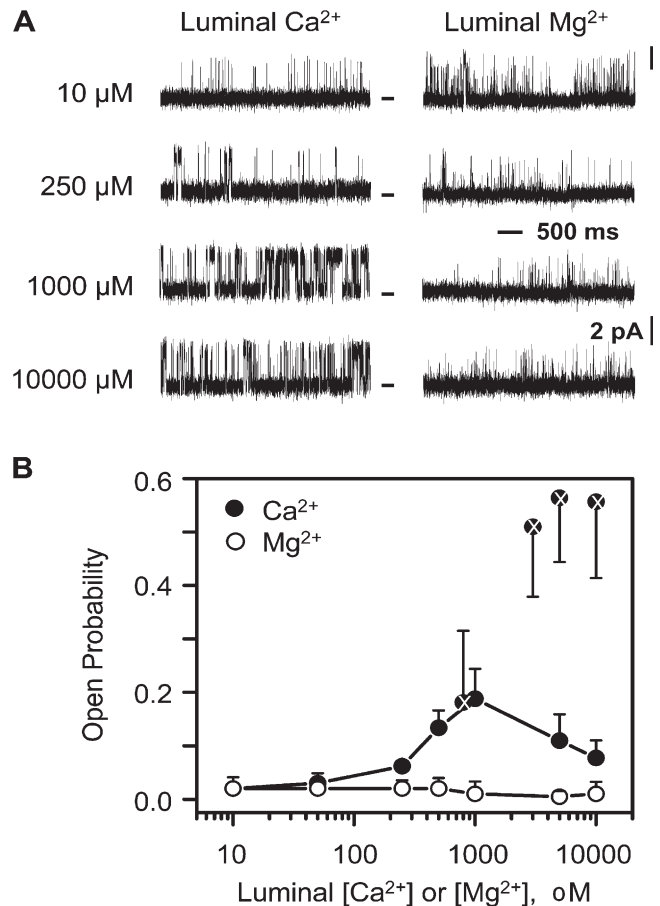 A
Luminal Ca²⁺ Luminal Mg²⁺
10 µM
250 µM
500 ms
1000 µM
2 pA
10000 µM
B
0.6
Ca²⁺
Mg²⁺
0.4
0.2
0.0
Open Probability
10 100 1000 10000
Luminal [Ca²⁺] or [Mg²⁺], oM